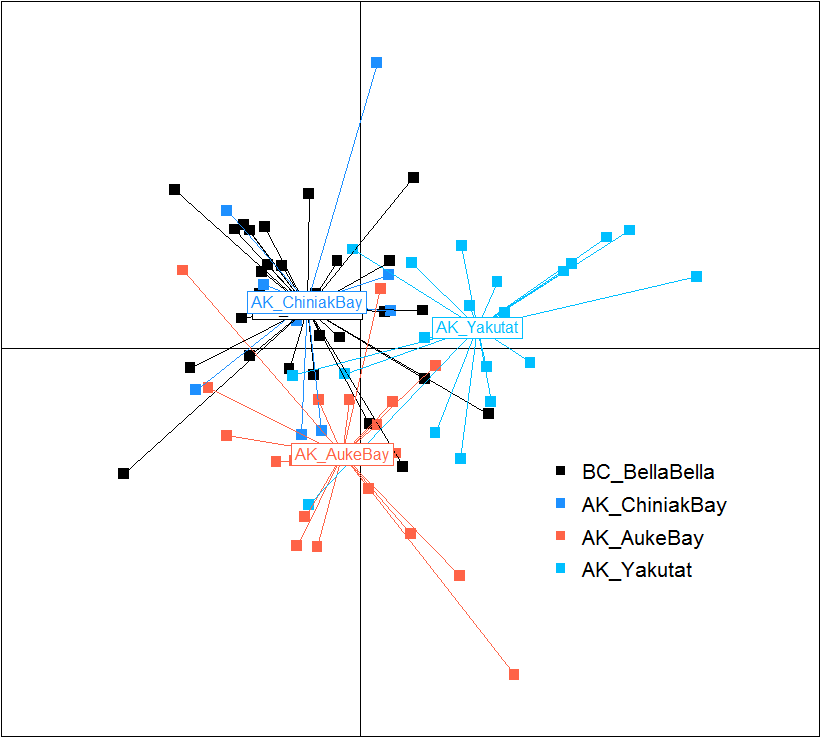 AK_ChiniakBay
AK_Yakutat
AK_AukeBay
BC_BellaBella
AK_ChiniakBay
AK_AukeBay
AK_Yakutat